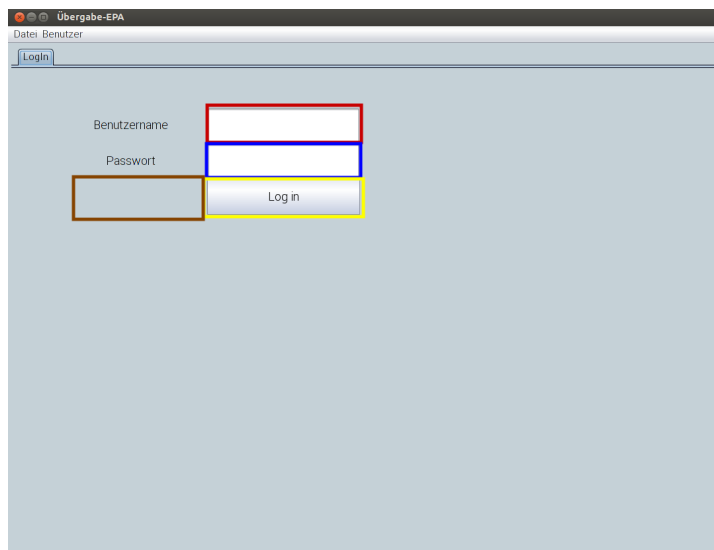 Übergabe-EPA
Datei Benutzer
LogIn
Benutzername
Passwort
Log in